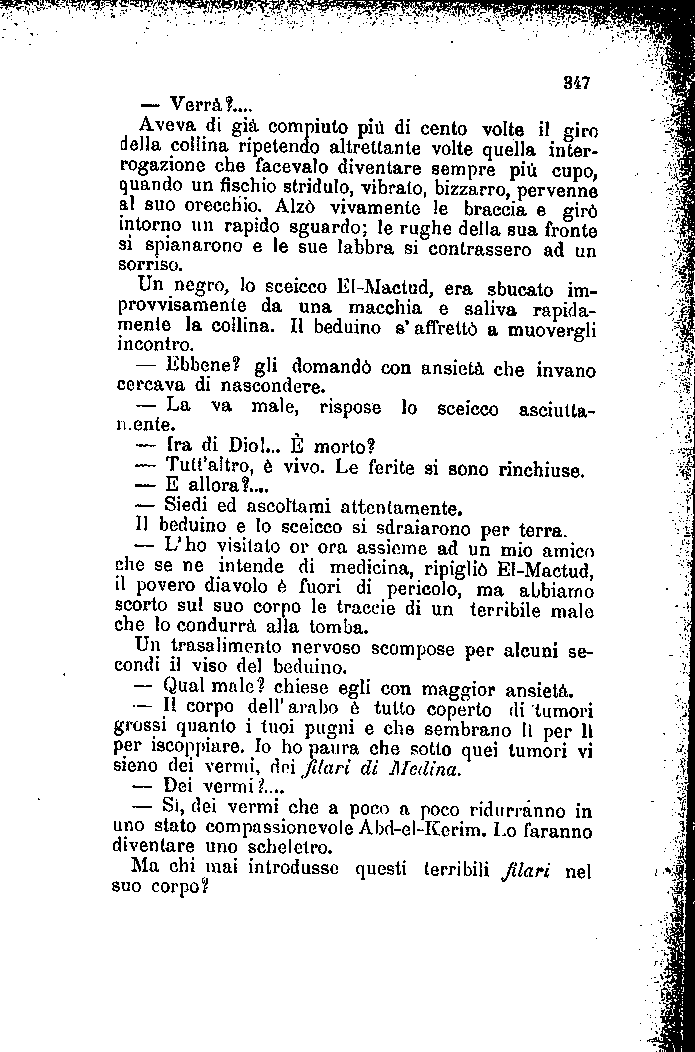 347
— Verrà?....
Aveva di già compiuto più di cento volte il giro
della collina ripetendo altrettante volte quella inter-
rogazione che facevalo diventare sempre più cupo,
quando un fischio stridulo, vibrato, bizzarro, pervenne
al suo orecchio. Alzò vivamente le braccia e girò
intorno un rapido sguardo; le rughe della sua fronte
si spianarono e le sue labbra si contrassero ad un
sorriso.
Un negro, lo sceicco El-Mactud, era sbucato im-
provvisamente da una macchia e saliva rapida-
mente la collina. Il beduino s'affrettò a muovergli
incontro.
— Ebbene? gli domandò con ansietà che invano
cercava di nascondere.
— La va male, rispose lo sceicco asciutta-
mente.
— Ira di Dio!... È morto?
— Tutt'altro, è vivo. Le ferite si sono rinchiuse.
— E allora?....
— Siedi ed ascoltami attentamente.
Il beduino e lo sceicco si sdraiarono per terra.
— L'ho visitato or ora assieme ad un mio amico
che se ne intende di medicina, ripigliò El-Mactud,
il povero diavolo è fuori di pericolo, ma abbiamo
scorto sul suo corpo le traccie di un terribile male
che lo condurrà alla tomba.
Un trasalimento nervoso scompose per alcuni se-
condi il viso del beduino.
— Qual male? chiese egli con maggior ansietà.
— Il corpo dell'arabo è tutto coperto di tumori
grossi quanto i tuoi pugni e che sembrano lì per lì
per iscoppiare. Io ho paura che sotto quei tumori vi
sieno dei vermi, dei filari di Medina.
— Dei vermi?....
— Sì, dei vermi che a poco a poco ridurranno in
uno stato compassionevole Abd-el-Kerim. Lo faranno
diventare uno scheletro.
Ma chi mai introdusse questi terribili filari nel
suo corpo?